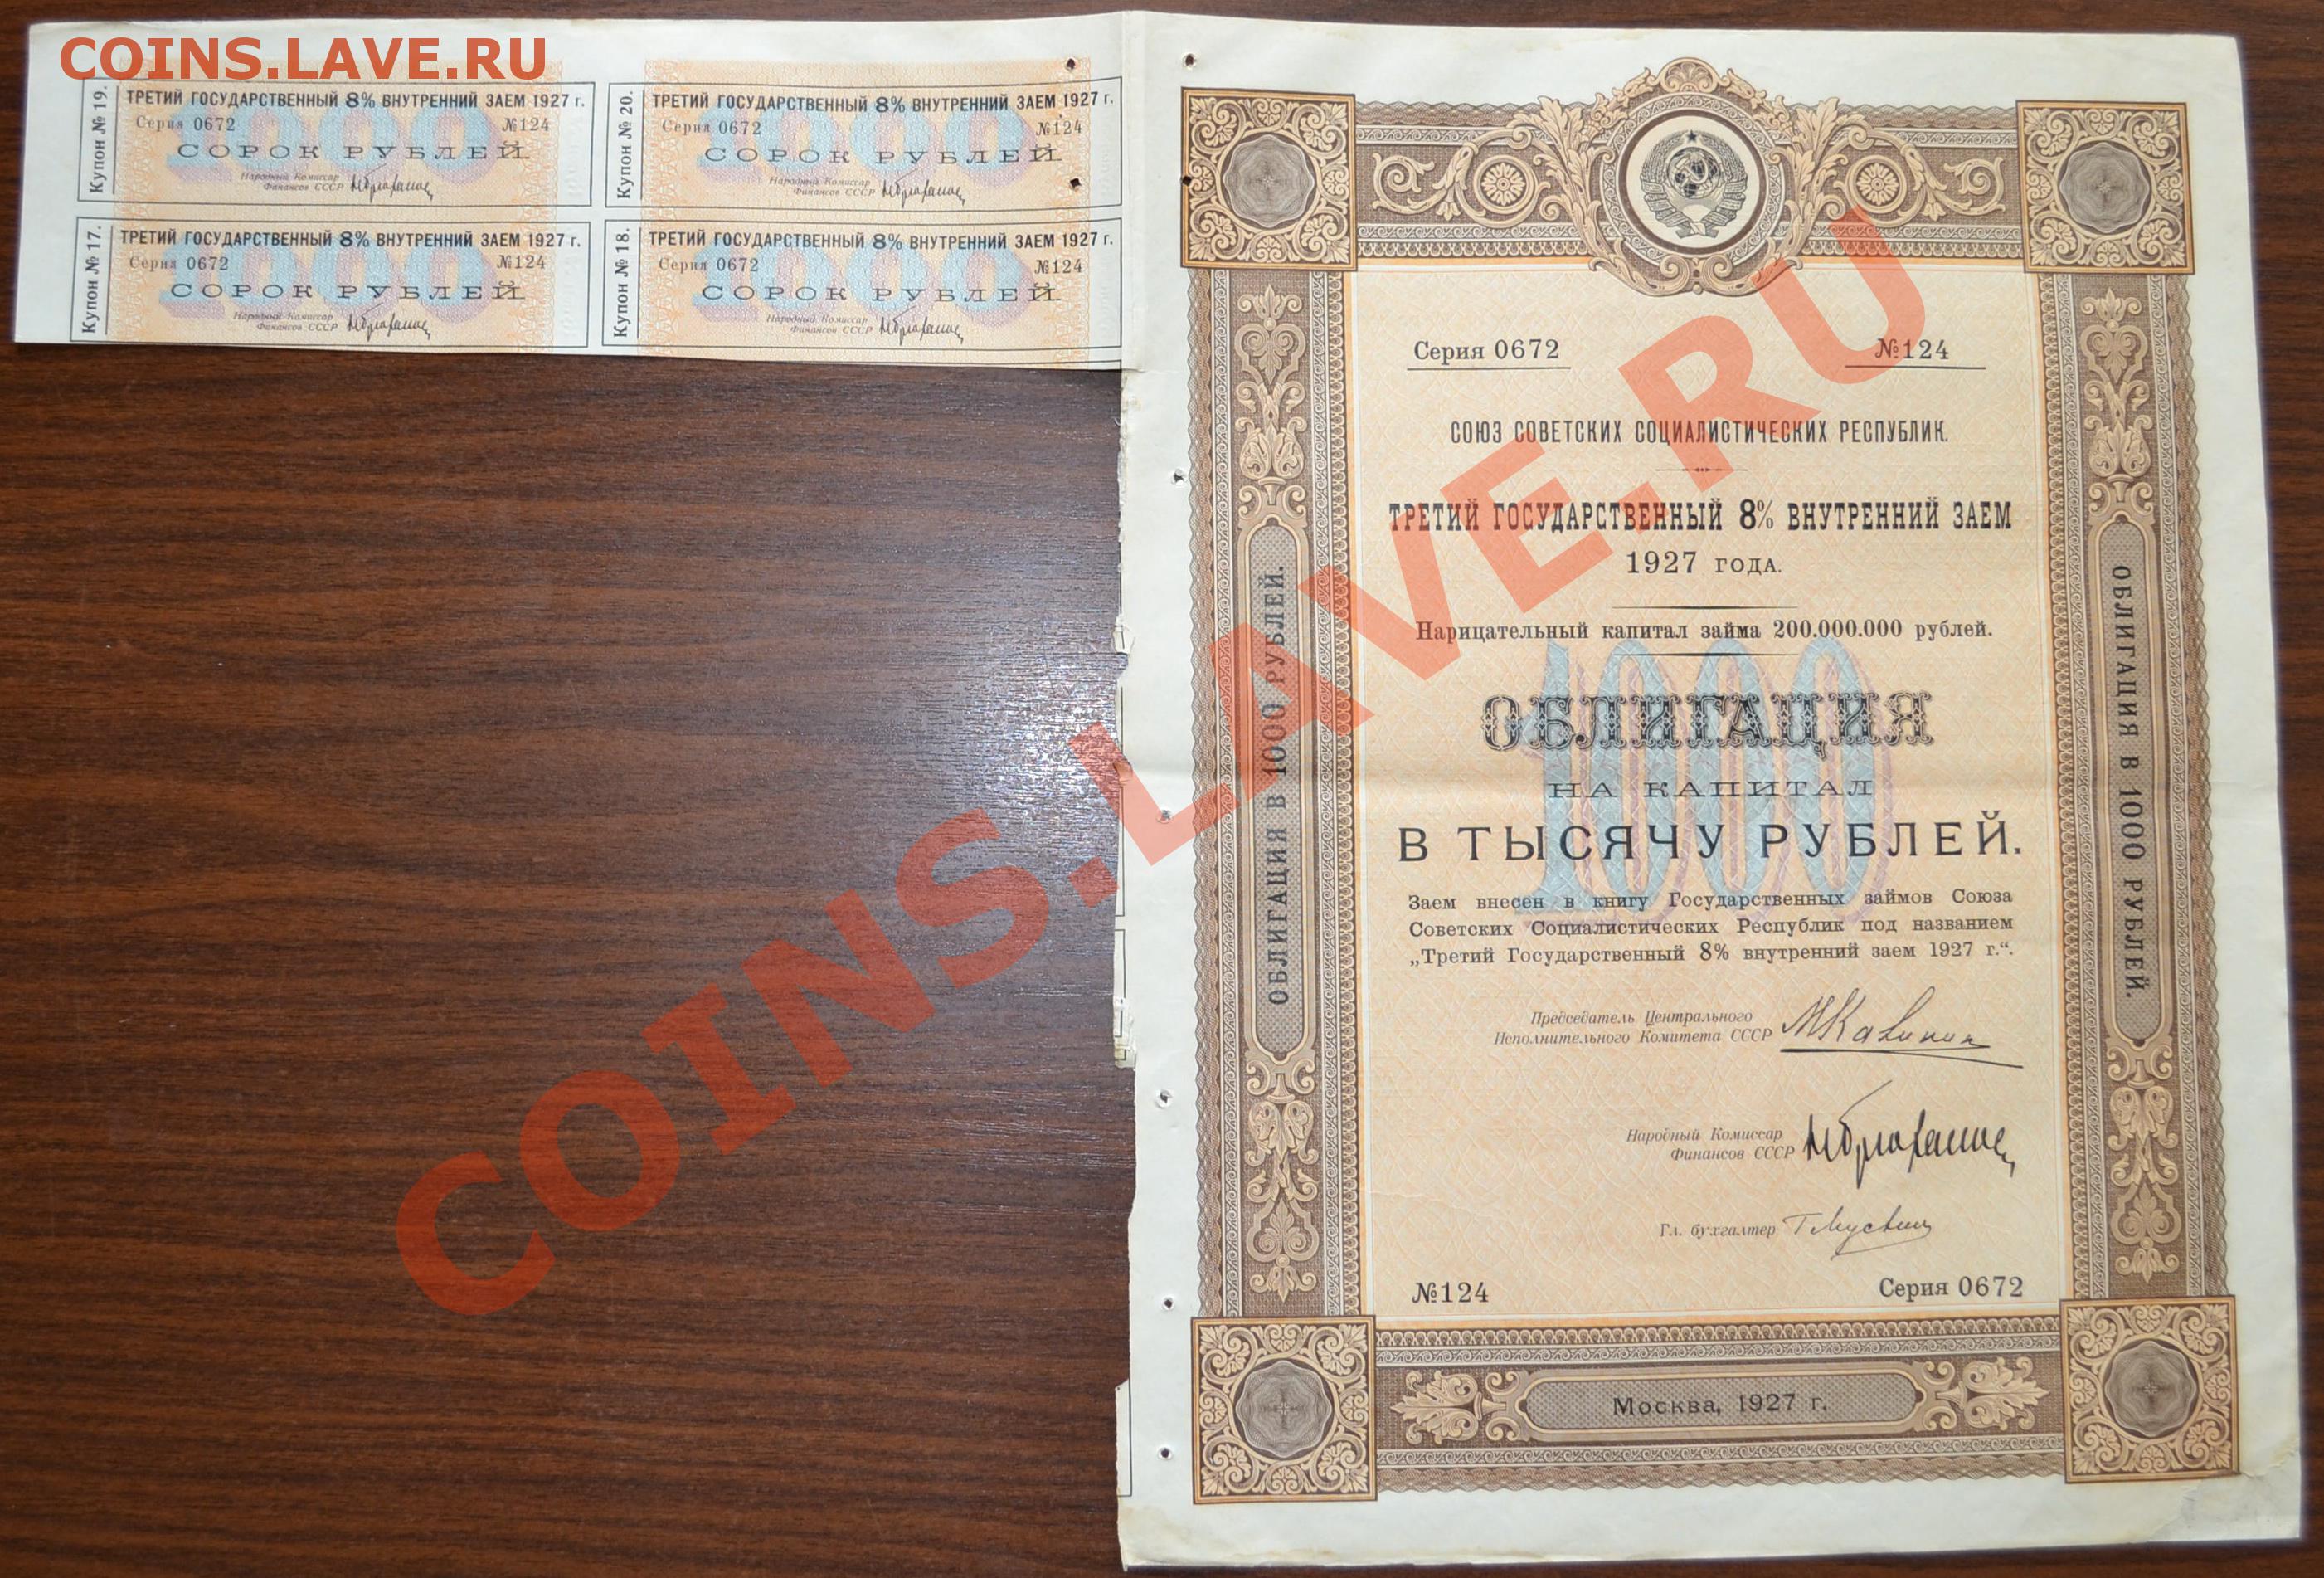 COINS.LAVE.RU
Купон № 19.
ТРЕТИЙ ГОСУДАРСТВЕННЫЙ 8% ВНУТРЕННИЙ ЗАЕМ 1927 г.
Серия 0672 №124
1000
СОРОК РУБЛЕЙ
Народный Комиссар
Финансов СССР
Купон № 20.
ТРЕТИЙ ГОСУДАРСТВЕННЫЙ 8% ВНУТРЕННИЙ ЗАЕМ 1927 г.
Серия 0672 №124
1000
СОРОК РУБЛЕЙ
Народный Комиссар
Финансов СССР
Купон № 17.
ТРЕТИЙ ГОСУДАРСТВЕННЫЙ 8% ВНУТРЕННИЙ ЗАЕМ 1927 г.
Серия 0672 №124
1000
СОРОК РУБЛЕЙ
Народный Комиссар
Финансов СССР
Купон № 18.
ТРЕТИЙ ГОСУДАРСТВЕННЫЙ 8% ВНУТРЕННИЙ ЗАЕМ 1927 г.
Серия 0672 №124
1000
СОРОК РУБЛЕЙ
Народный Комиссар
Финансов СССР
Серия 0672 №124
СОЮЗ СОВЕТСКИХ СОЦИАЛИСТИЧЕСКИХ РЕСПУБЛИК.
ТРЕТИЙ ГОСУДАРСТВЕННЫЙ 8% ВНУТРЕННИЙ ЗАЕМ
1927 ГОДА.
Нарицательный капитал займа 200.000.000 рублей.
1000
ОБЛИГАЦИЯ
НА КАПИТАЛ
В ТЫСЯЧУ РУБЛЕЙ.
Заем внесен в книгу Государственных займов Союза
Советских Социалистических Республик под названием
„Третий Государственный 8% внутренний заем 1927 г.“.
Председатель Центрального
Исполнительного Комитета СССР М Калинин
Народный Комиссар
Финансов СССР
Гл. бухгалтер
№124 Серия 0672
Москва, 1927 г.
ОБЛИГАЦИЯ В 1000 РУБЛЕЙ.
ОБЛИГАЦИЯ В 1000 РУБЛЕЙ.
COINS.LAVE.RU